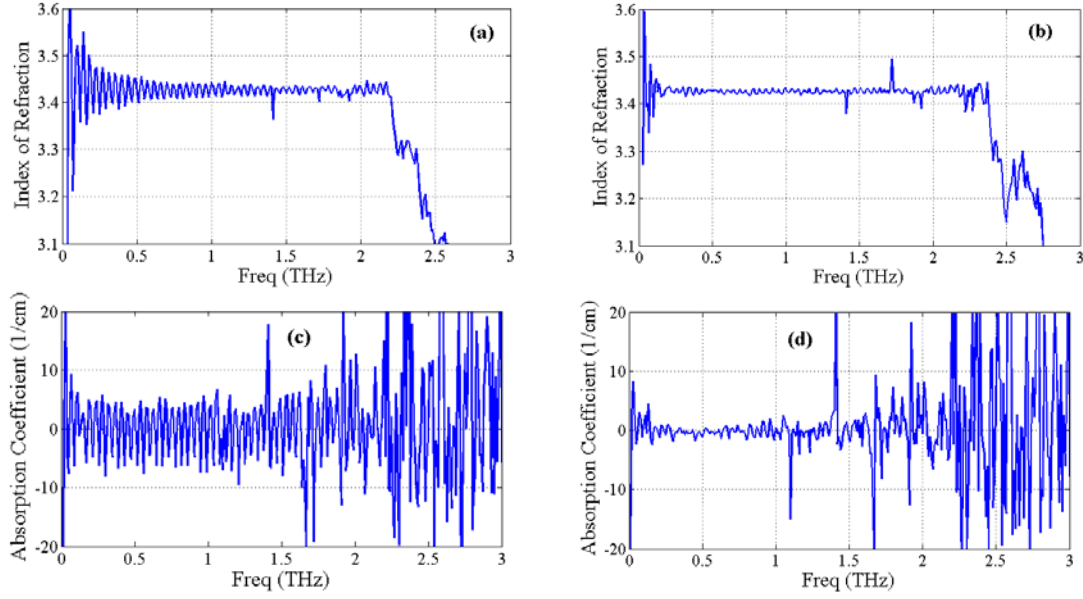 (a)
Index of Refraction
3.6
3.5
3.4
3.3
3.2
3.1
0 0.5 1 1.5 2 2.5 3
Freq (THz)
(b)
Index of Refraction
3.6
3.5
3.4
3.3
3.2
3.1
0 0.5 1 1.5 2 2.5 3
Freq (THz)
(c)
Absorption Coefficient (1/cm)
20
10
0
-10
-20
0 0.5 1 1.5 2 2.5 3
Freq (THz)
(d)
Absorption Coefficient (1/cm)
20
10
0
-10
-20
0 0.5 1 1.5 2 2.5 3
Freq (THz)